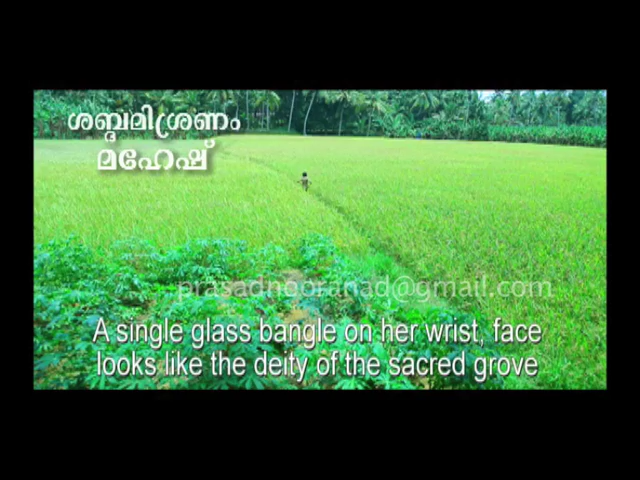 ശബ്ദമിശ്രണം
മഹേഷ്
prasadnooranad@gmail.com
A single glass bangle on her wrist, face
looks like the deity of the sacred grove